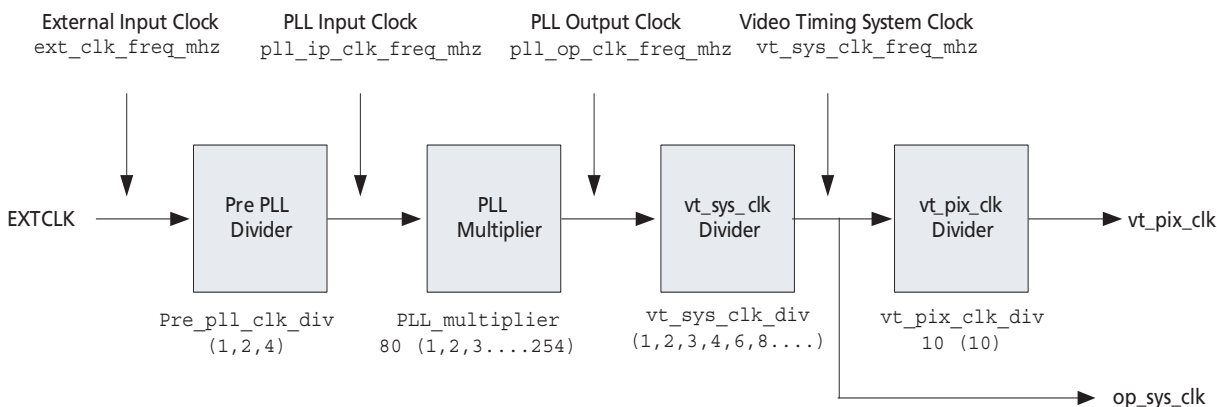 External Input Clock
ext_clk_freq_mhz
PLL Input Clock
pll_ip_clk_freq_mhz
PLL Output Clock
pll_op_clk_freq_mhz
Video Timing System Clock
vt_sys_clk_freq_mhz
EXTCLK
Pre PLL
Divider
PLL
Multiplier
vt_sys_clk
Divider
vt_pix_clk
Divider
vt_pix_clk
Pre_pll_clk_div
(1,2,4)
PLL_multiplier
80 (1,2,3....254)
vt_sys_clk_div
(1,2,3,4,6,8....)
vt_pix_clk_div
10 (10)
op_sys_clk